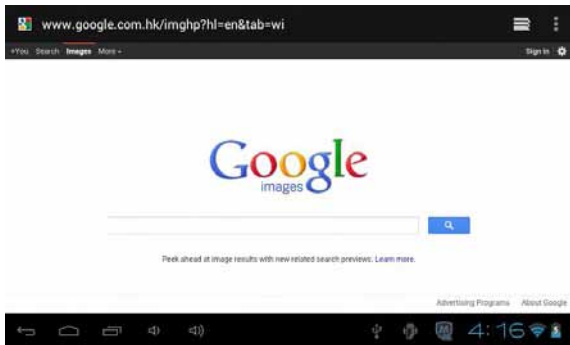 www.google.com.hk/imghp?hl=en&tab=wi
+You Search Images More
Sign in
Google
images
Peek ahead at image results with new related search previews. Learn more.
Advertising Programs About Google
4:16